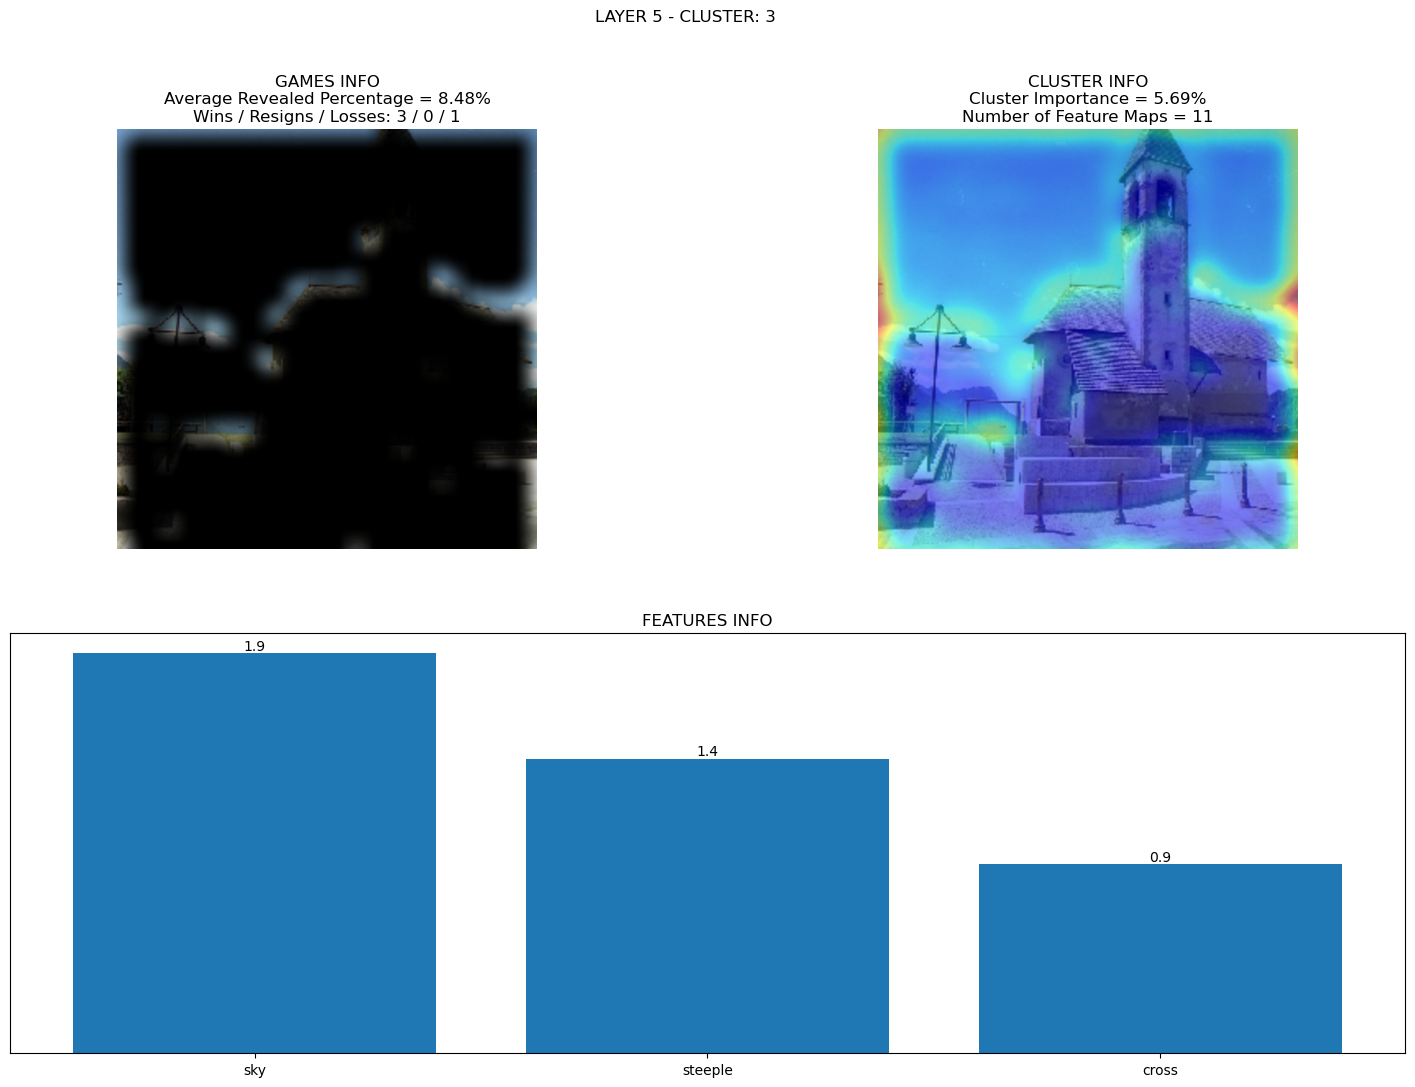 LAYER 5 - CLUSTER: 3
GAMES INFO
Average Revealed Percentage = 8.48%
Wins / Resigns / Losses: 3 / 0 / 1
CLUSTER INFO
Cluster Importance = 5.69%
Number of Feature Maps = 11
FEATURES INFO
1.9
1.4
0.9
sky
steeple
cross